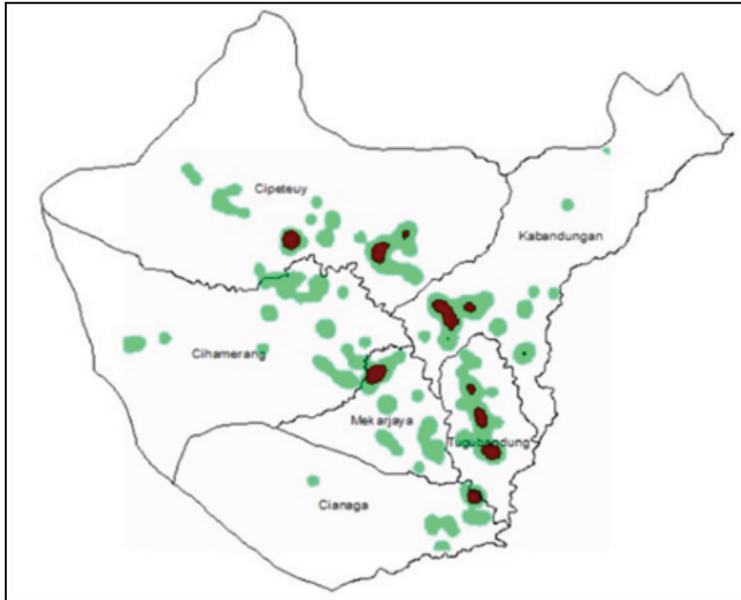 Cipeteuy
Kabandungan
Cihamerang
Mekarjaya
Tugubandung
Cianaga